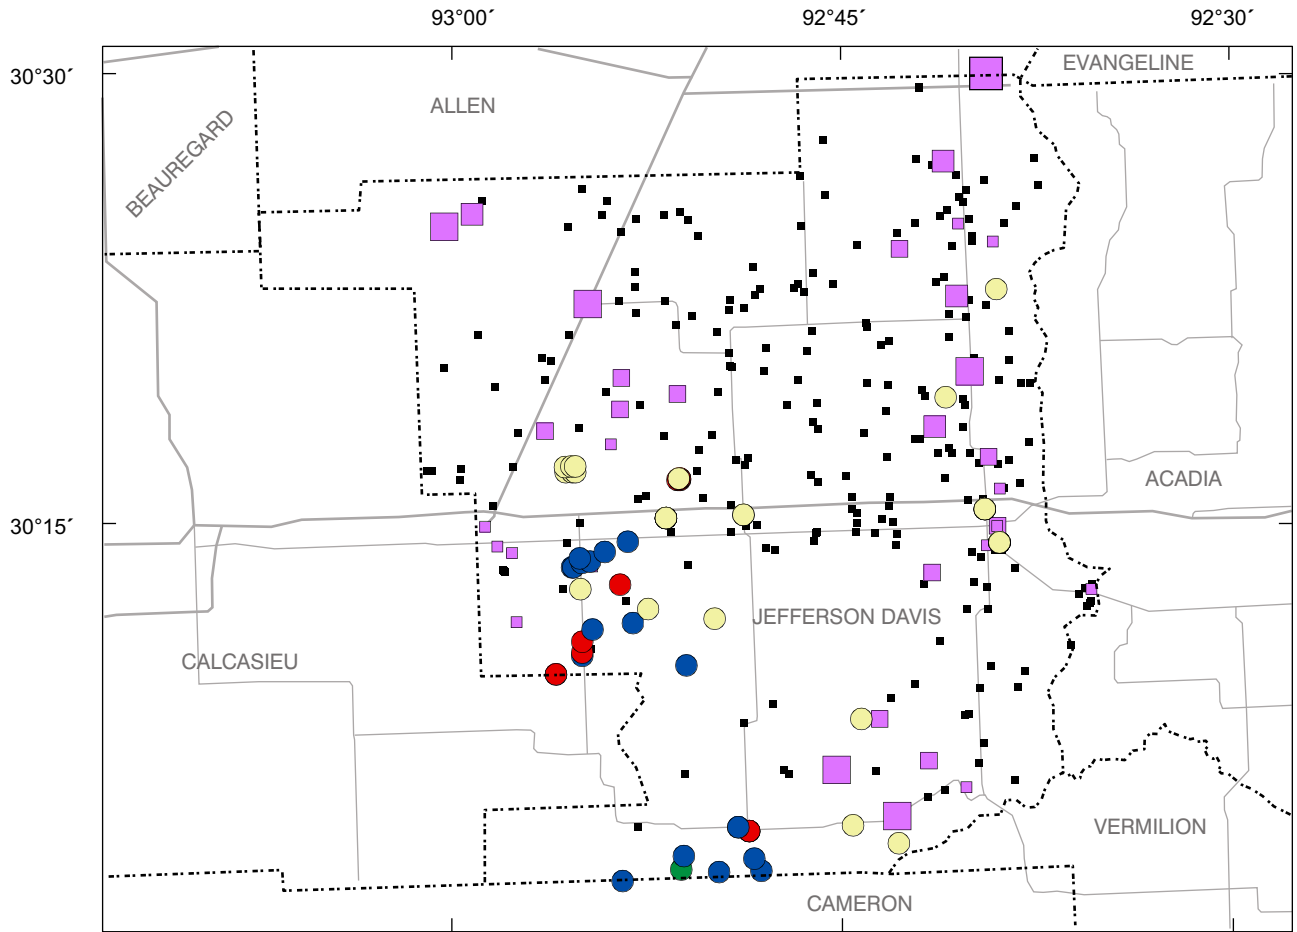 93°00´ 92°45´ 92°30´
30°30´
EVANGELINE
ALLEN
BEAUREGARD
ACADIA
30°15´
JEFFERSON DAVIS
CALCASIEU
VERMILION
CAMERON